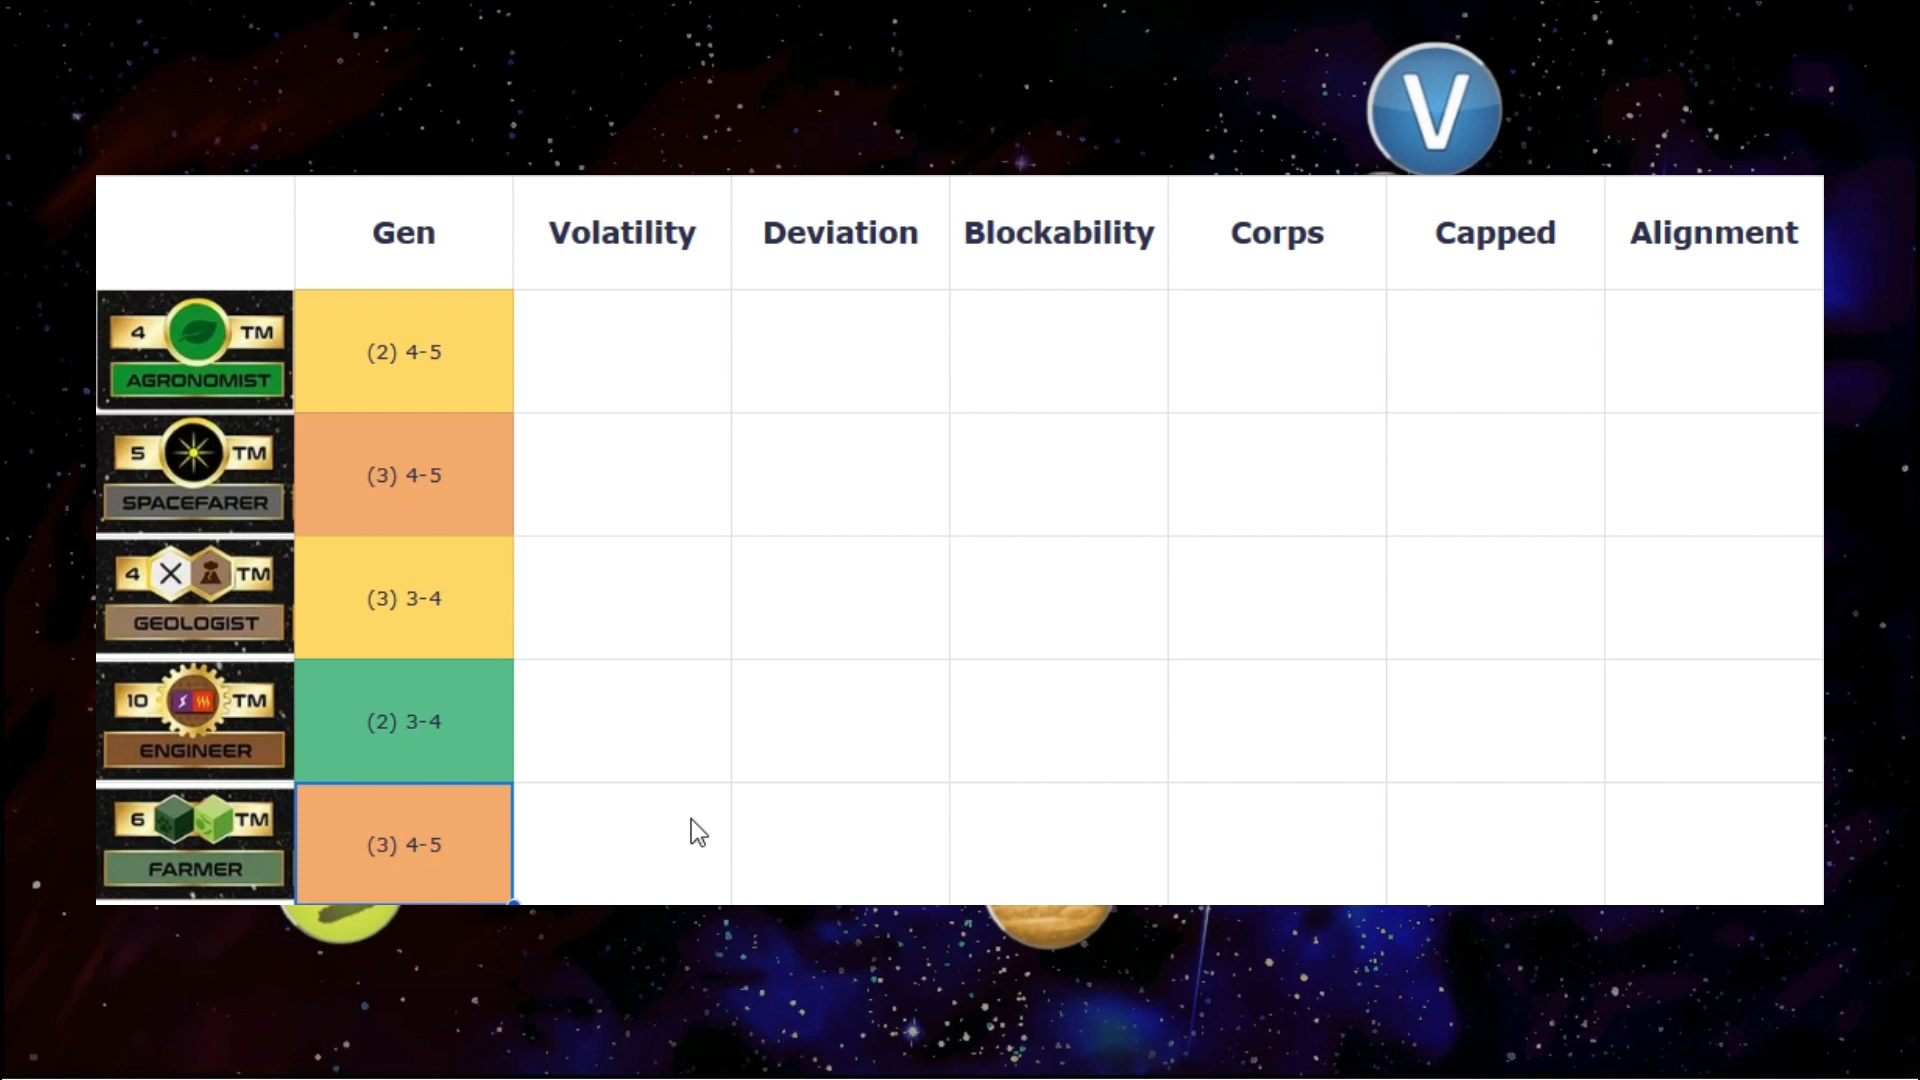 V
Gen Volatility Deviation Blockability Corps Capped Alignment
4 TM
AGRONOMIST
(2) 4-5
5 TM
SPACEFARER
(3) 4-5
4 X TM
GEOLOGIST
(3) 3-4
10 TM
ENGINEER
(2) 3-4
6 TM
FARMER
(3) 4-5